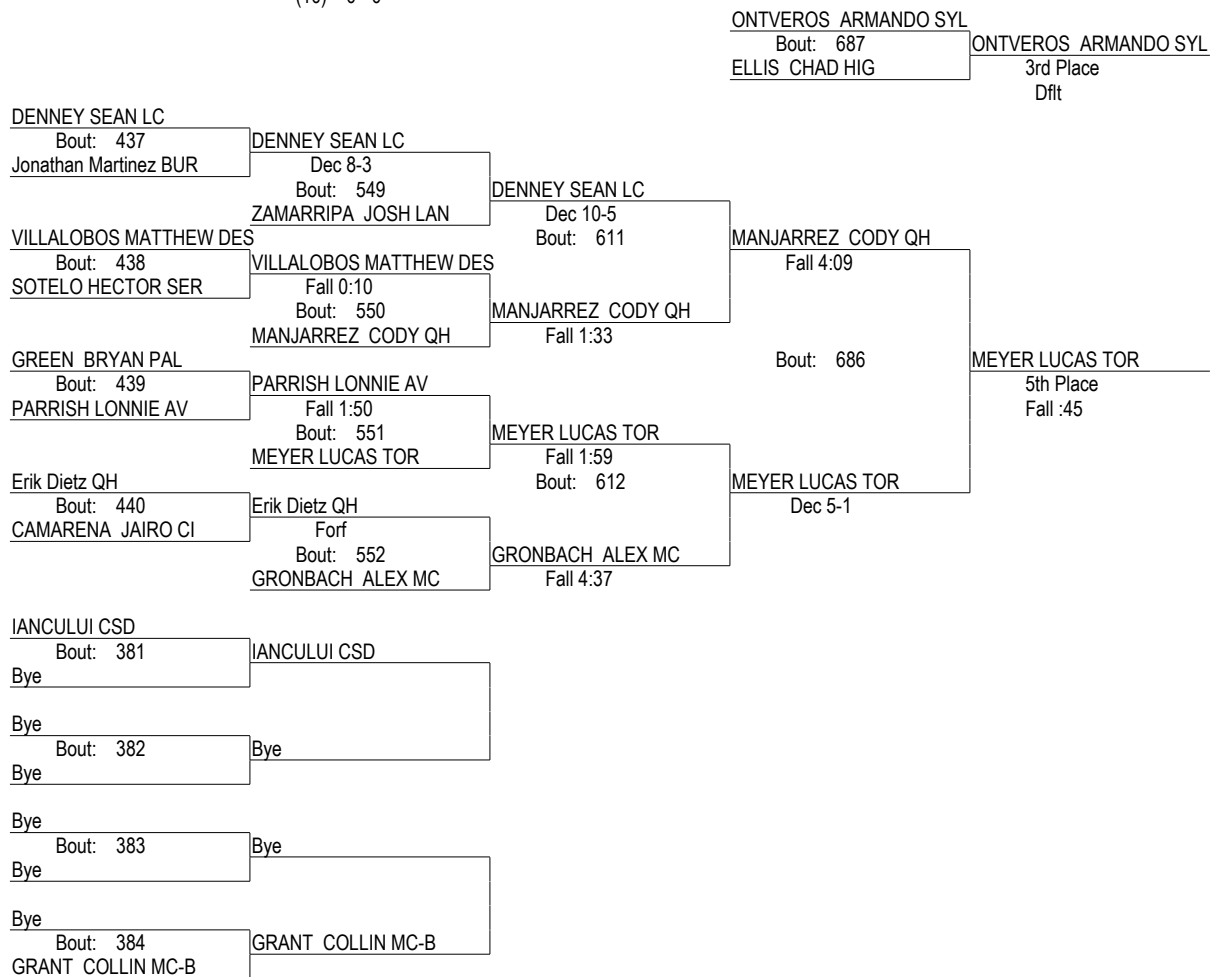 ONTVEROS ARMANDO SYL
Bout: 687
ONTVEROS ARMANDO SYL
ELLIS CHAD HIG
3rd Place
Dflt
DENNEY SEAN LC
Bout: 437
DENNEY SEAN LC
Jonathan Martinez BUR
Dec 8-3
Bout: 549
DENNEY SEAN LC
ZAMARRIPA JOSH LAN
Dec 10-5
VILLALOBOS MATTHEW DES
Bout: 611
MANJARREZ CODY QH
Bout: 438
VILLALOBOS MATTHEW DES
Fall 4:09
SOTELO HECTOR SER
Fall 0:10
Bout: 550
MANJARREZ CODY QH
MANJARREZ CODY QH
Fall 1:33
GREEN BRYAN PAL
Bout: 686
MEYER LUCAS TOR
Bout: 439
PARRISH LONNIE AV
5th Place
PARRISH LONNIE AV
Fall 1:50
Fall :45
Bout: 551
MEYER LUCAS TOR
MEYER LUCAS TOR
Fall 1:59
Erik Dietz QH
Bout: 612
MEYER LUCAS TOR
Bout: 440
Erik Dietz QH
Dec 5-1
CAMARENA JAIRO CI
Forf
Bout: 552
GRONBACH ALEX MC
GRONBACH ALEX MC
Fall 4:37
IANCULUI CSD
Bout: 381
IANCULUI CSD
Bye
Bye
Bout: 382
Bye
Bye
Bye
Bout: 383
Bye
Bye
Bye
Bout: 384
GRANT COLLIN MC-B
GRANT COLLIN MC-B